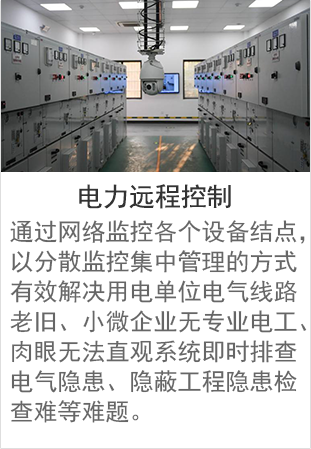 电力远程控制
通过网络监控各个设备结点，
以分散监控集中管理的方式
有效解决用电单位电气线路
老旧、小微企业无专业电工、
肉眼无法直观系统即时排查
电气隐患、隐蔽工程隐患检
查难等难题。